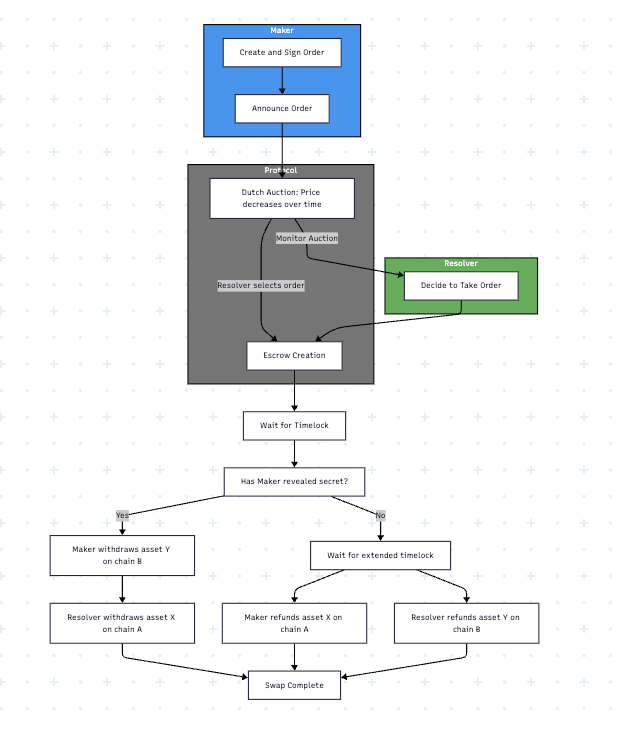 Maker
Create and Sign Order
Announce Order
Protocol
Dutch Auction: Price
decreases over time
Monitor Auction
Resolver
Resolver selects order
Decide to Take Order
Escrow Creation
Wait for Timelock
Has Maker revealed secret?
Yes
No
Maker withdraws asset Y
on chain B
Wait for extended timelock
Resolver withdraws asset X
on chain A
Maker refunds asset X on
chain A
Resolver refunds asset Y on
chain B
Swap Complete